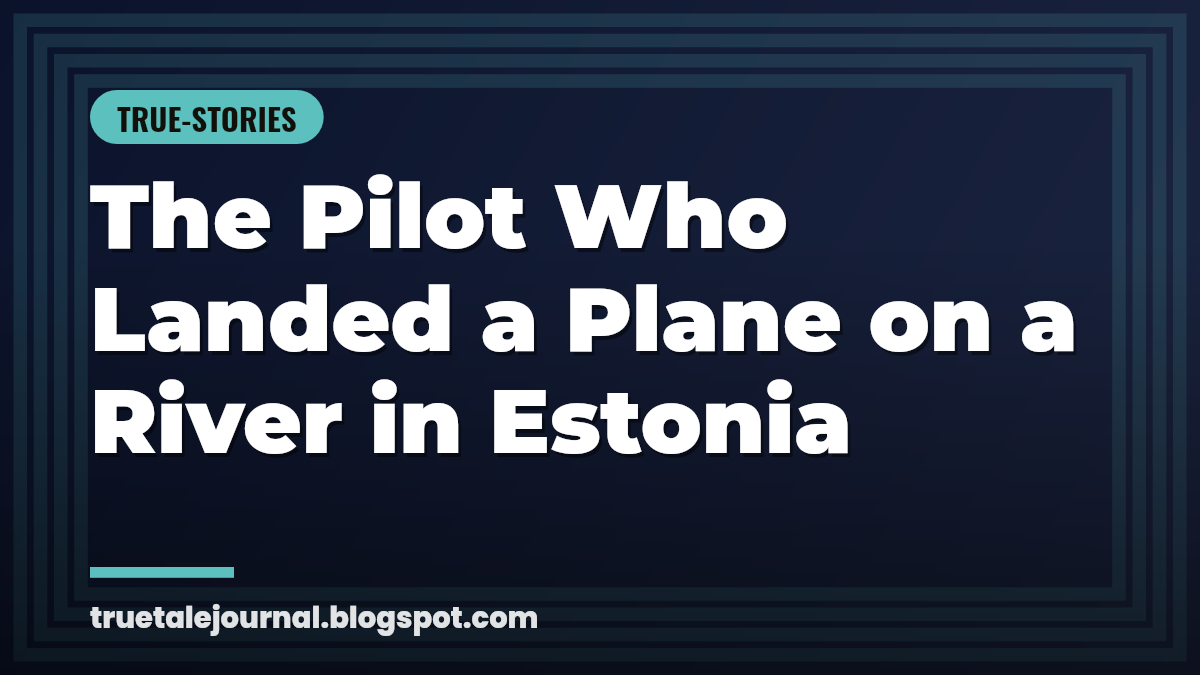 TRUE-STORIES
The Pilot Who
Landed a Plane on a
River in Estonia
truetalejournal.blogspot.com